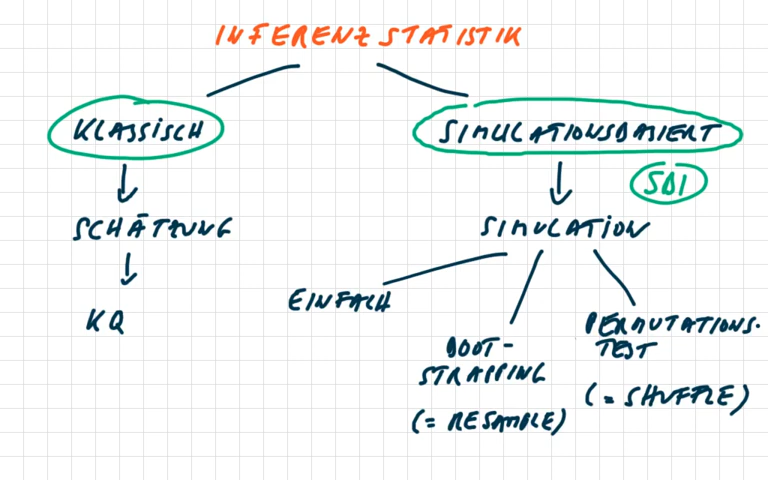 INFERENZSTATISTIK
KLASSISCH
SIMULATIONSBASIERT
SBI
SCHÄTZUNG
SIMULATION
KQ
EINFACH
BOOT-
STRAPPING
(= RESAMPLE)
PERMUTATIONS-
TEST
(= SHUFFLE)